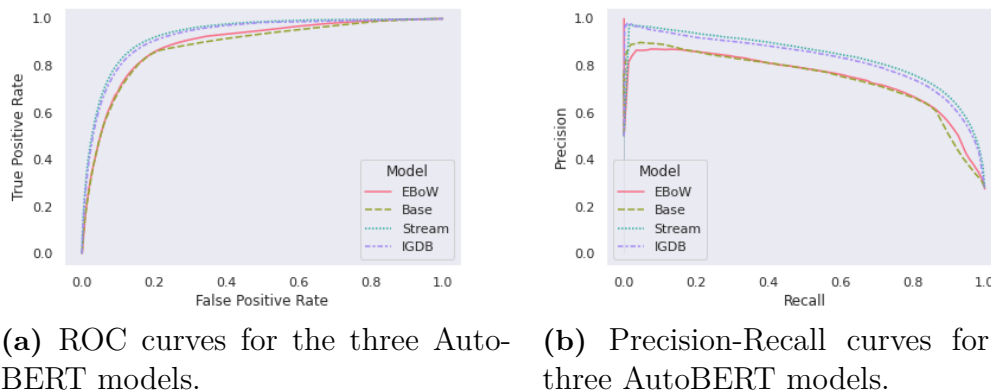 1.0
0.8
0.6
0.4
0.2
0.0
True Positive Rate
Model
EBoW
Base
Stream
IGDB
0.0 0.2 0.4 0.6 0.8 1.0
False Positive Rate
1.0
0.8
0.6
0.4
0.2
0.0
Precision
Model
EBoW
Base
Stream
IGDB
0.0 0.2 0.4 0.6 0.8 1.0
Recall
(a) ROC curves for the three Auto-
BERT models.
(b) Precision-Recall curves for
three AutoBERT models.